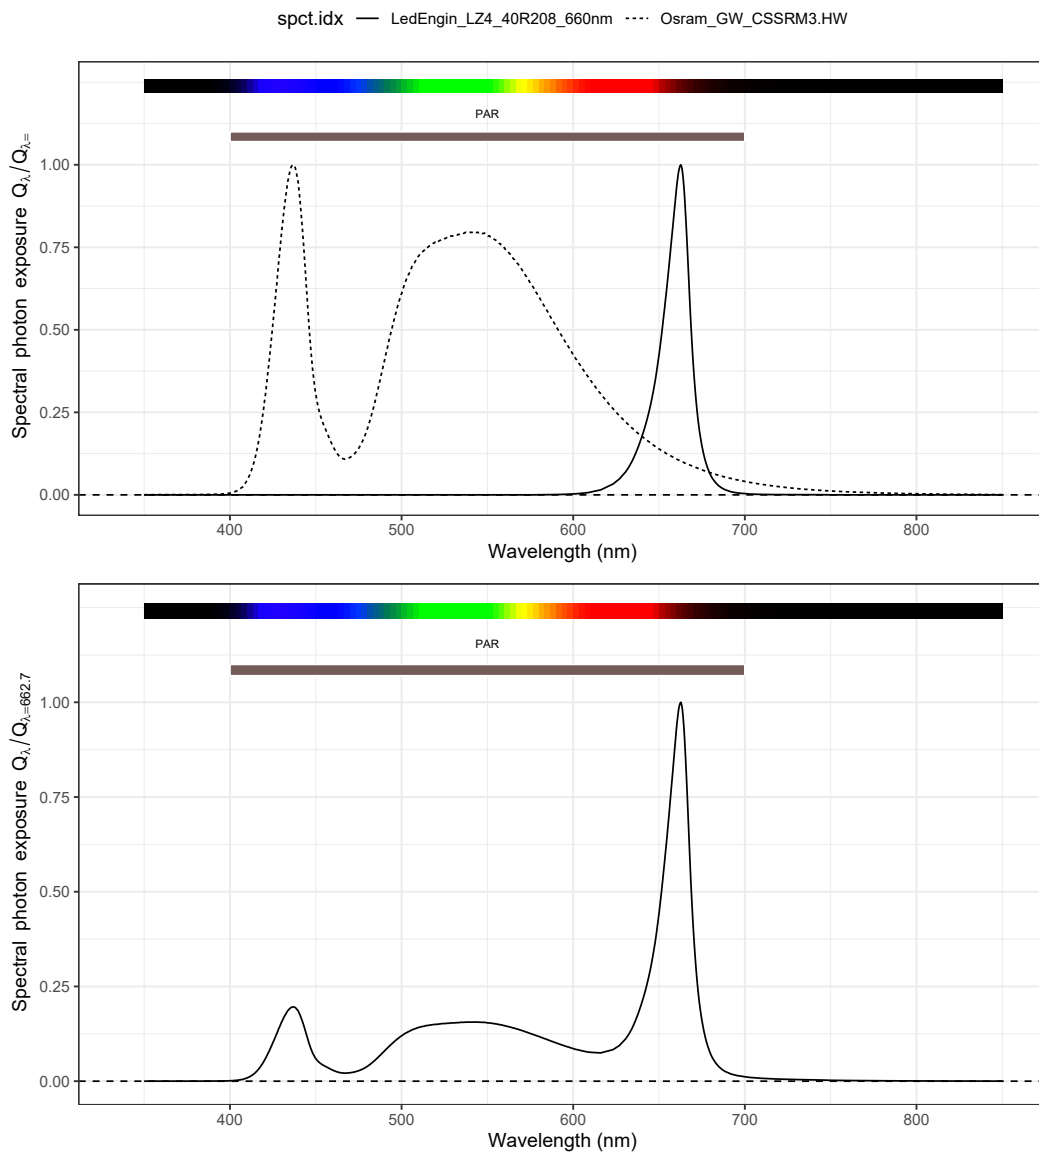 spct.idx LedEngin_LZ4_40R208_660nm Osram_GW_CSSRM3.HW
PAR
1.00
0.75
0.50
0.25
0.00
Spectral photon exposure Qλ/Qλ=
400 500 600 700 800
Wavelength (nm)
PAR
1.00
0.75
0.50
0.25
0.00
Spectral photon exposure Qλ/Qλ=662.7
400 500 600 700 800
Wavelength (nm)